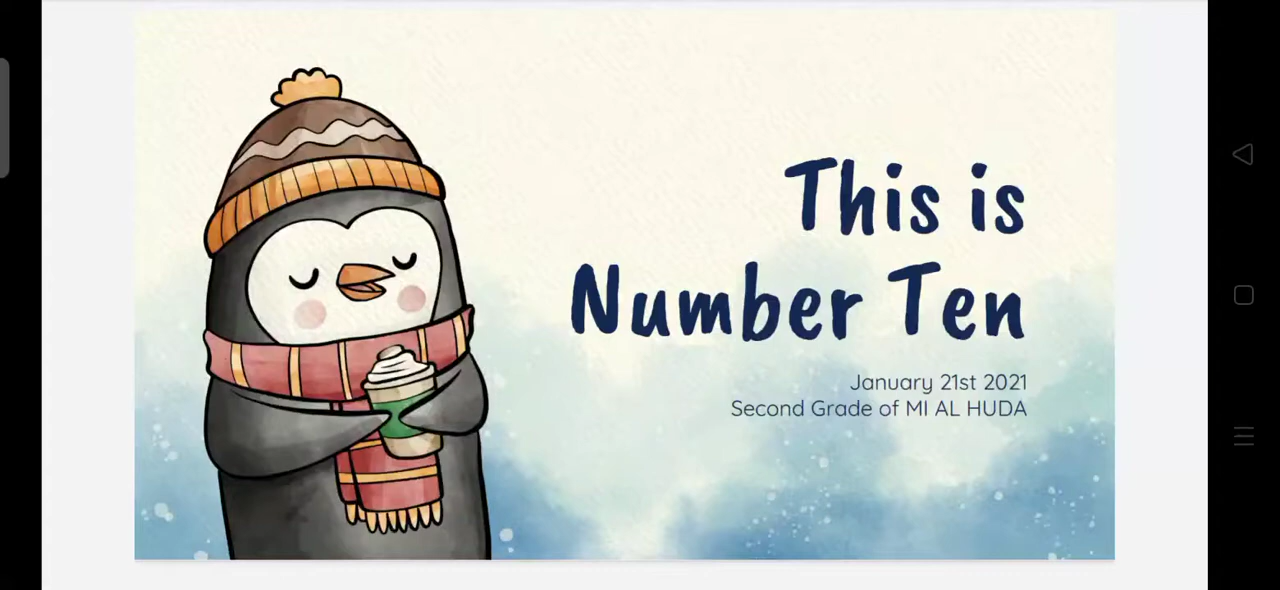 This is
Number Ten
January 21st 2021
Second Grade of MI AL HUDA